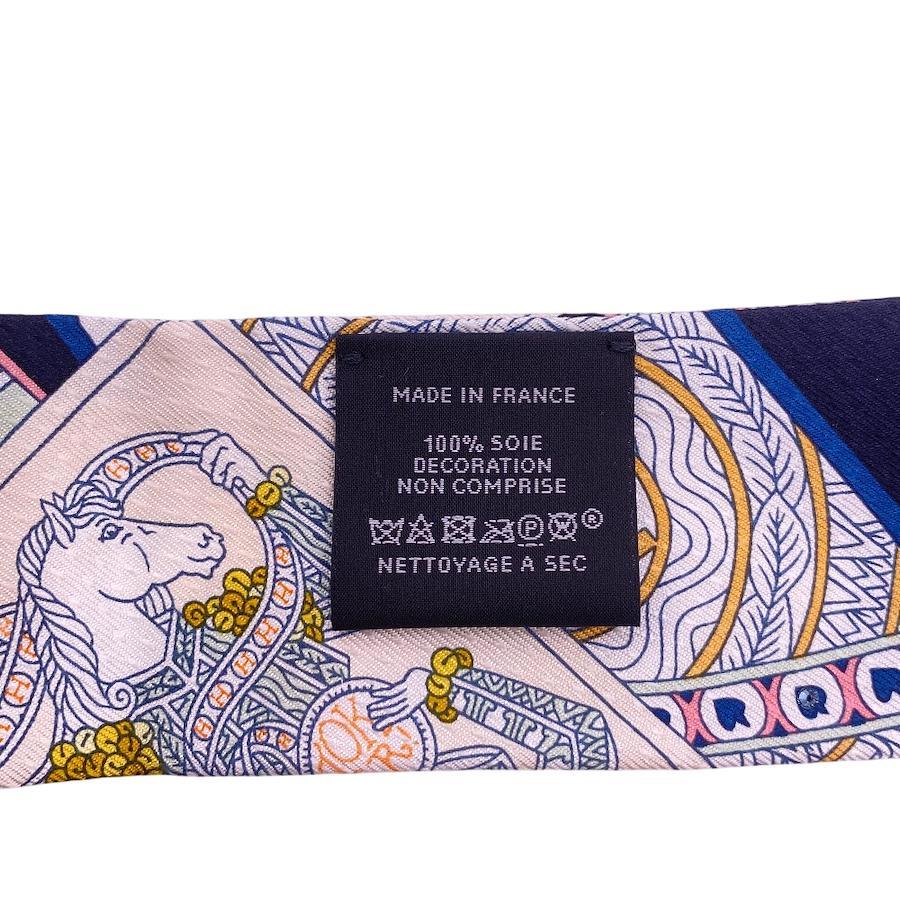 MADE IN FRANCE
100% SOIE
DECORATION
NON COMPRISE
P W ®
NETTOYAGE A SEC